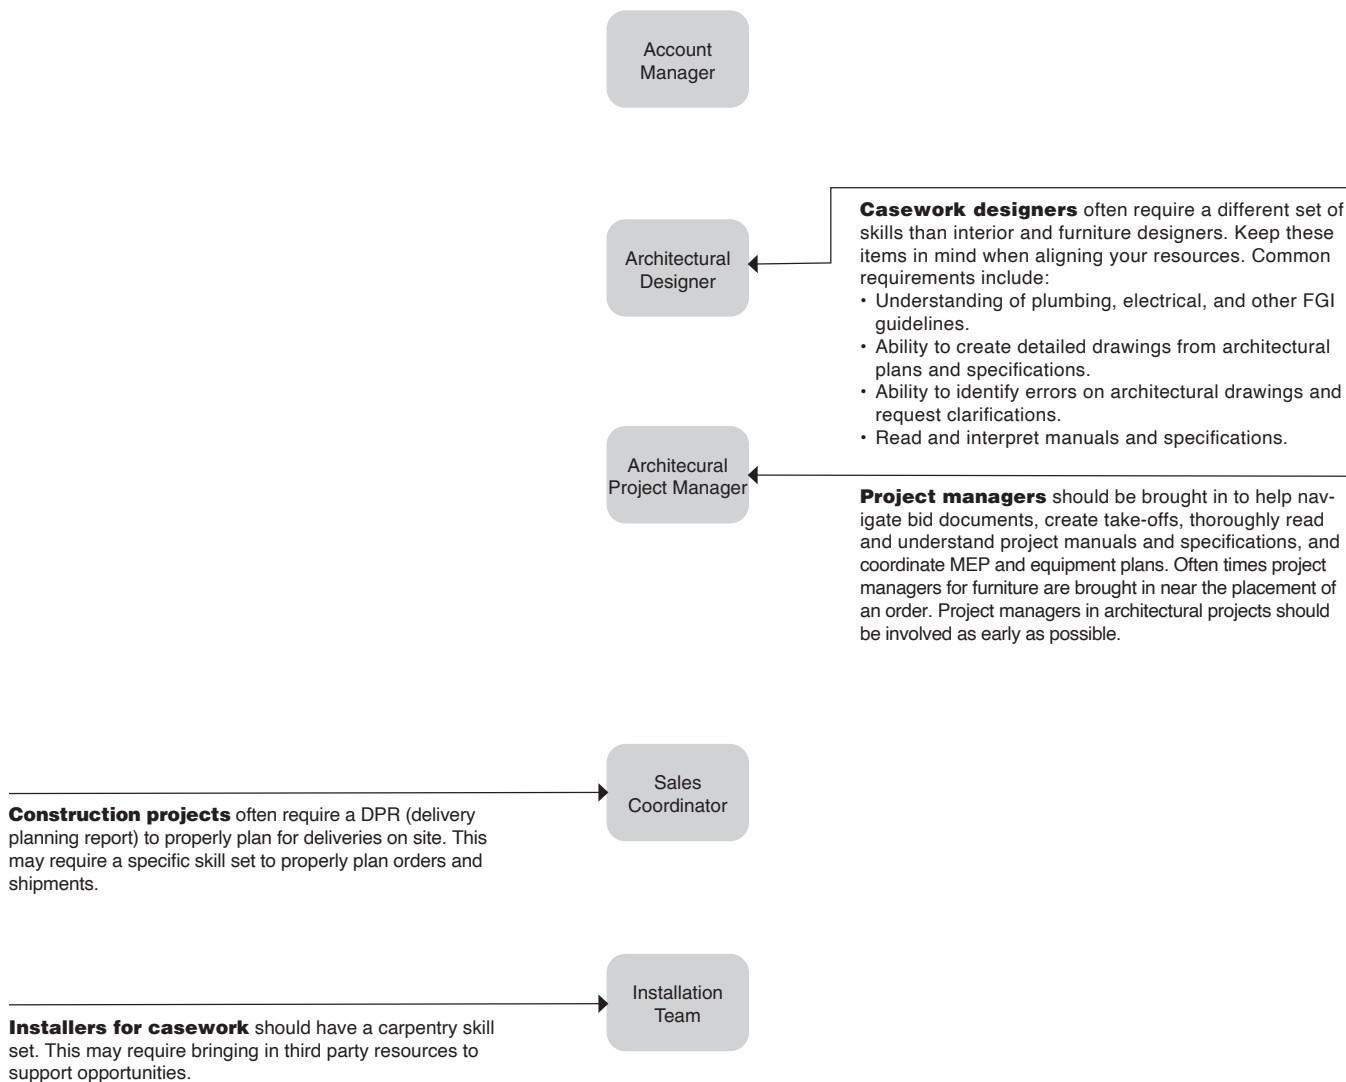 Account
Manager
Architectural
Designer
Casework designers often require a different set of
skills than interior and furniture designers. Keep these
items in mind when aligning your resources. Common
requirements include:
• Understanding of plumbing, electrical, and other FGI
guidelines.
• Ability to create detailed drawings from architectural
plans and specifications.
• Ability to identify errors on architectural drawings and
request clarifications.
• Read and interpret manuals and specifications.
Architecural
Project Manager
Project managers should be brought in to help nav-
igate bid documents, create take-offs, thoroughly read
and understand project manuals and specifications, and
coordinate MEP and equipment plans. Often times project
managers for furniture are brought in near the placement of
an order. Project managers in architectural projects should
be involved as early as possible.
Sales
Coordinator
Construction projects often require a DPR (delivery
planning report) to properly plan for deliveries on site. This
may require a specific skill set to properly plan orders and
shipments.
Installation
Team
Installers for casework should have a carpentry skill
set. This may require bringing in third party resources to
support opportunities.